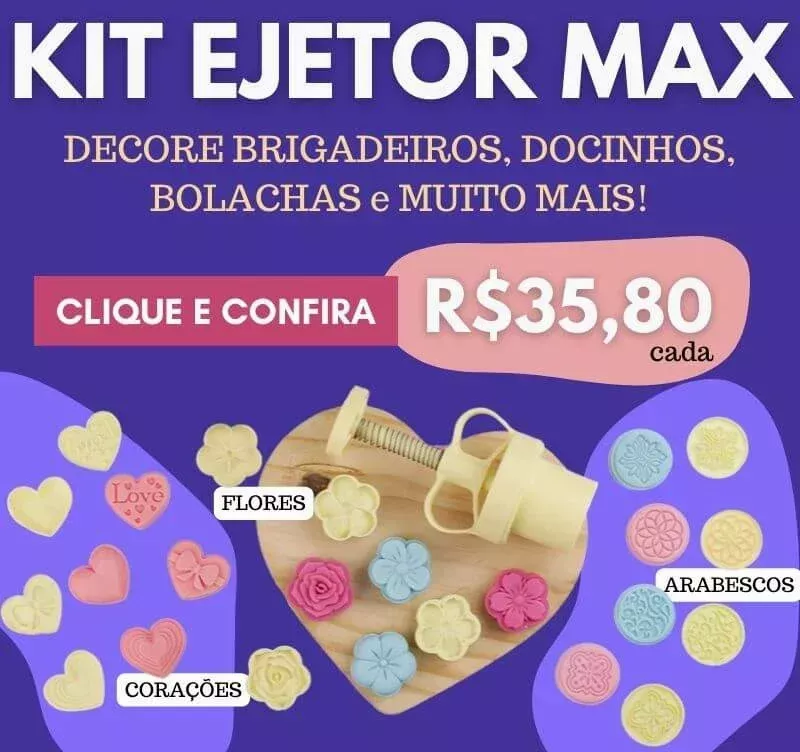 KIT EJETOR MAX
DECORE BRIGADEIROS, DOCINHOS,
BOLACHAS e MUITO MAIS!
CLIQUE E CONFIRA
R$35,80
cada
Love
FLORES
ARABESCOS
CORAÇÕES